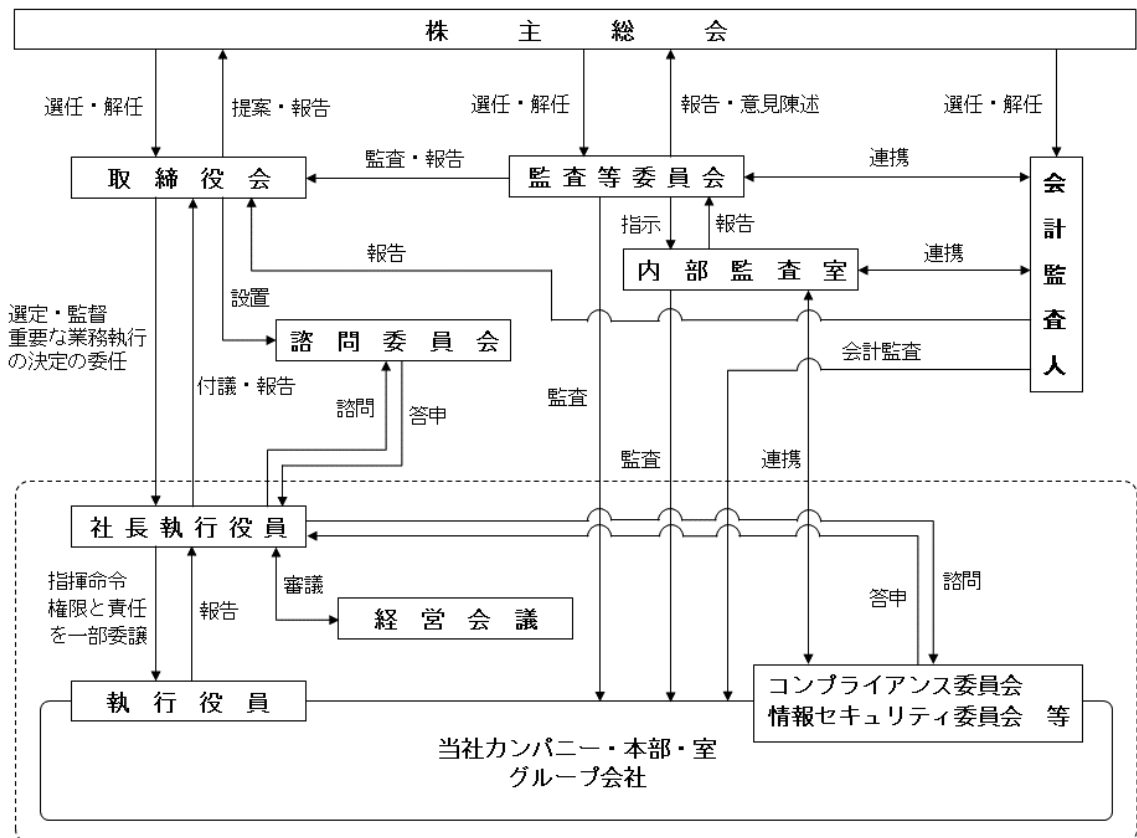 株主総会
選任・解任
提案・報告
選任・解任
報告・意見陳述
選任・解任
取締役会
監査・報告
監査等委員会
連携
会計監査人
指示
報告
報告
内部監査室
連携
設置
選定・監督
重要な業務執行
の決定の委任
諮問委員会
会計監査
付議・報告
諮問
答申
監査
監査
連携
社長執行役員
指揮命令
権限と責任
を一部委譲
報告
審議
経営会議
答申
諮問
執行役員
コンプライアンス委員会
情報セキュリティ委員会 等
当社カンパニー・本部・室
グループ会社